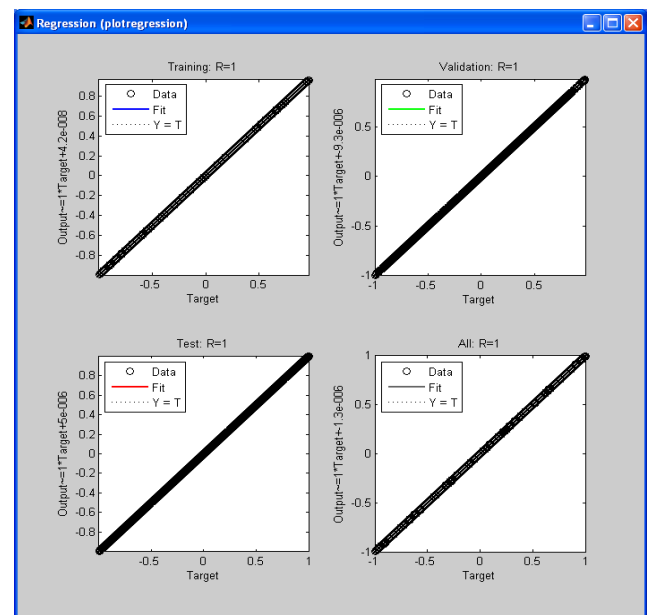 Regression (plotregression)
Training: R=1
Output~=1*Target+4.2e-008
0.8
0.6
0.4
0.2
0
-0.2
-0.4
-0.6
-0.8
Data
Fit
Y = T
-0.5
0
0.5
Target
Validation: R=1
Output~=1*Target+-9.3e-006
0.5
0
-0.5
-1
Data
Fit
Y = T
-1
-0.5
0
0.5
Target
Test: R=1
Output~=1*Target+5e-006
0.8
0.6
0.4
0.2
0
-0.2
-0.4
-0.6
-0.8
Data
Fit
Y = T
-0.5
0
0.5
1
Target
All: R=1
Output~=1*Target+-1.3e-006
1
0.5
0
-0.5
-1
Data
Fit
Y = T
-1
-0.5
0
0.5
1
Target